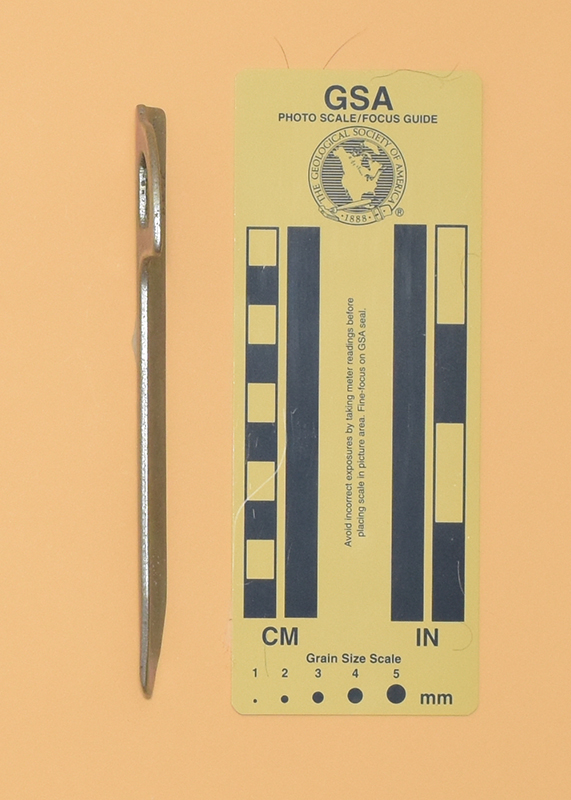 GSA
PHOTO SCALE/FOCUS GUIDE
THE GEOLOGICAL SOCIETY OF AMERICA
· 1888 ·
®
Avoid incorrect exposures by taking meter readings before
placing scale in picture area. Fine-focus on GSA seal.
CM IN
Grain Size Scale
1 2 3 4 5
mm